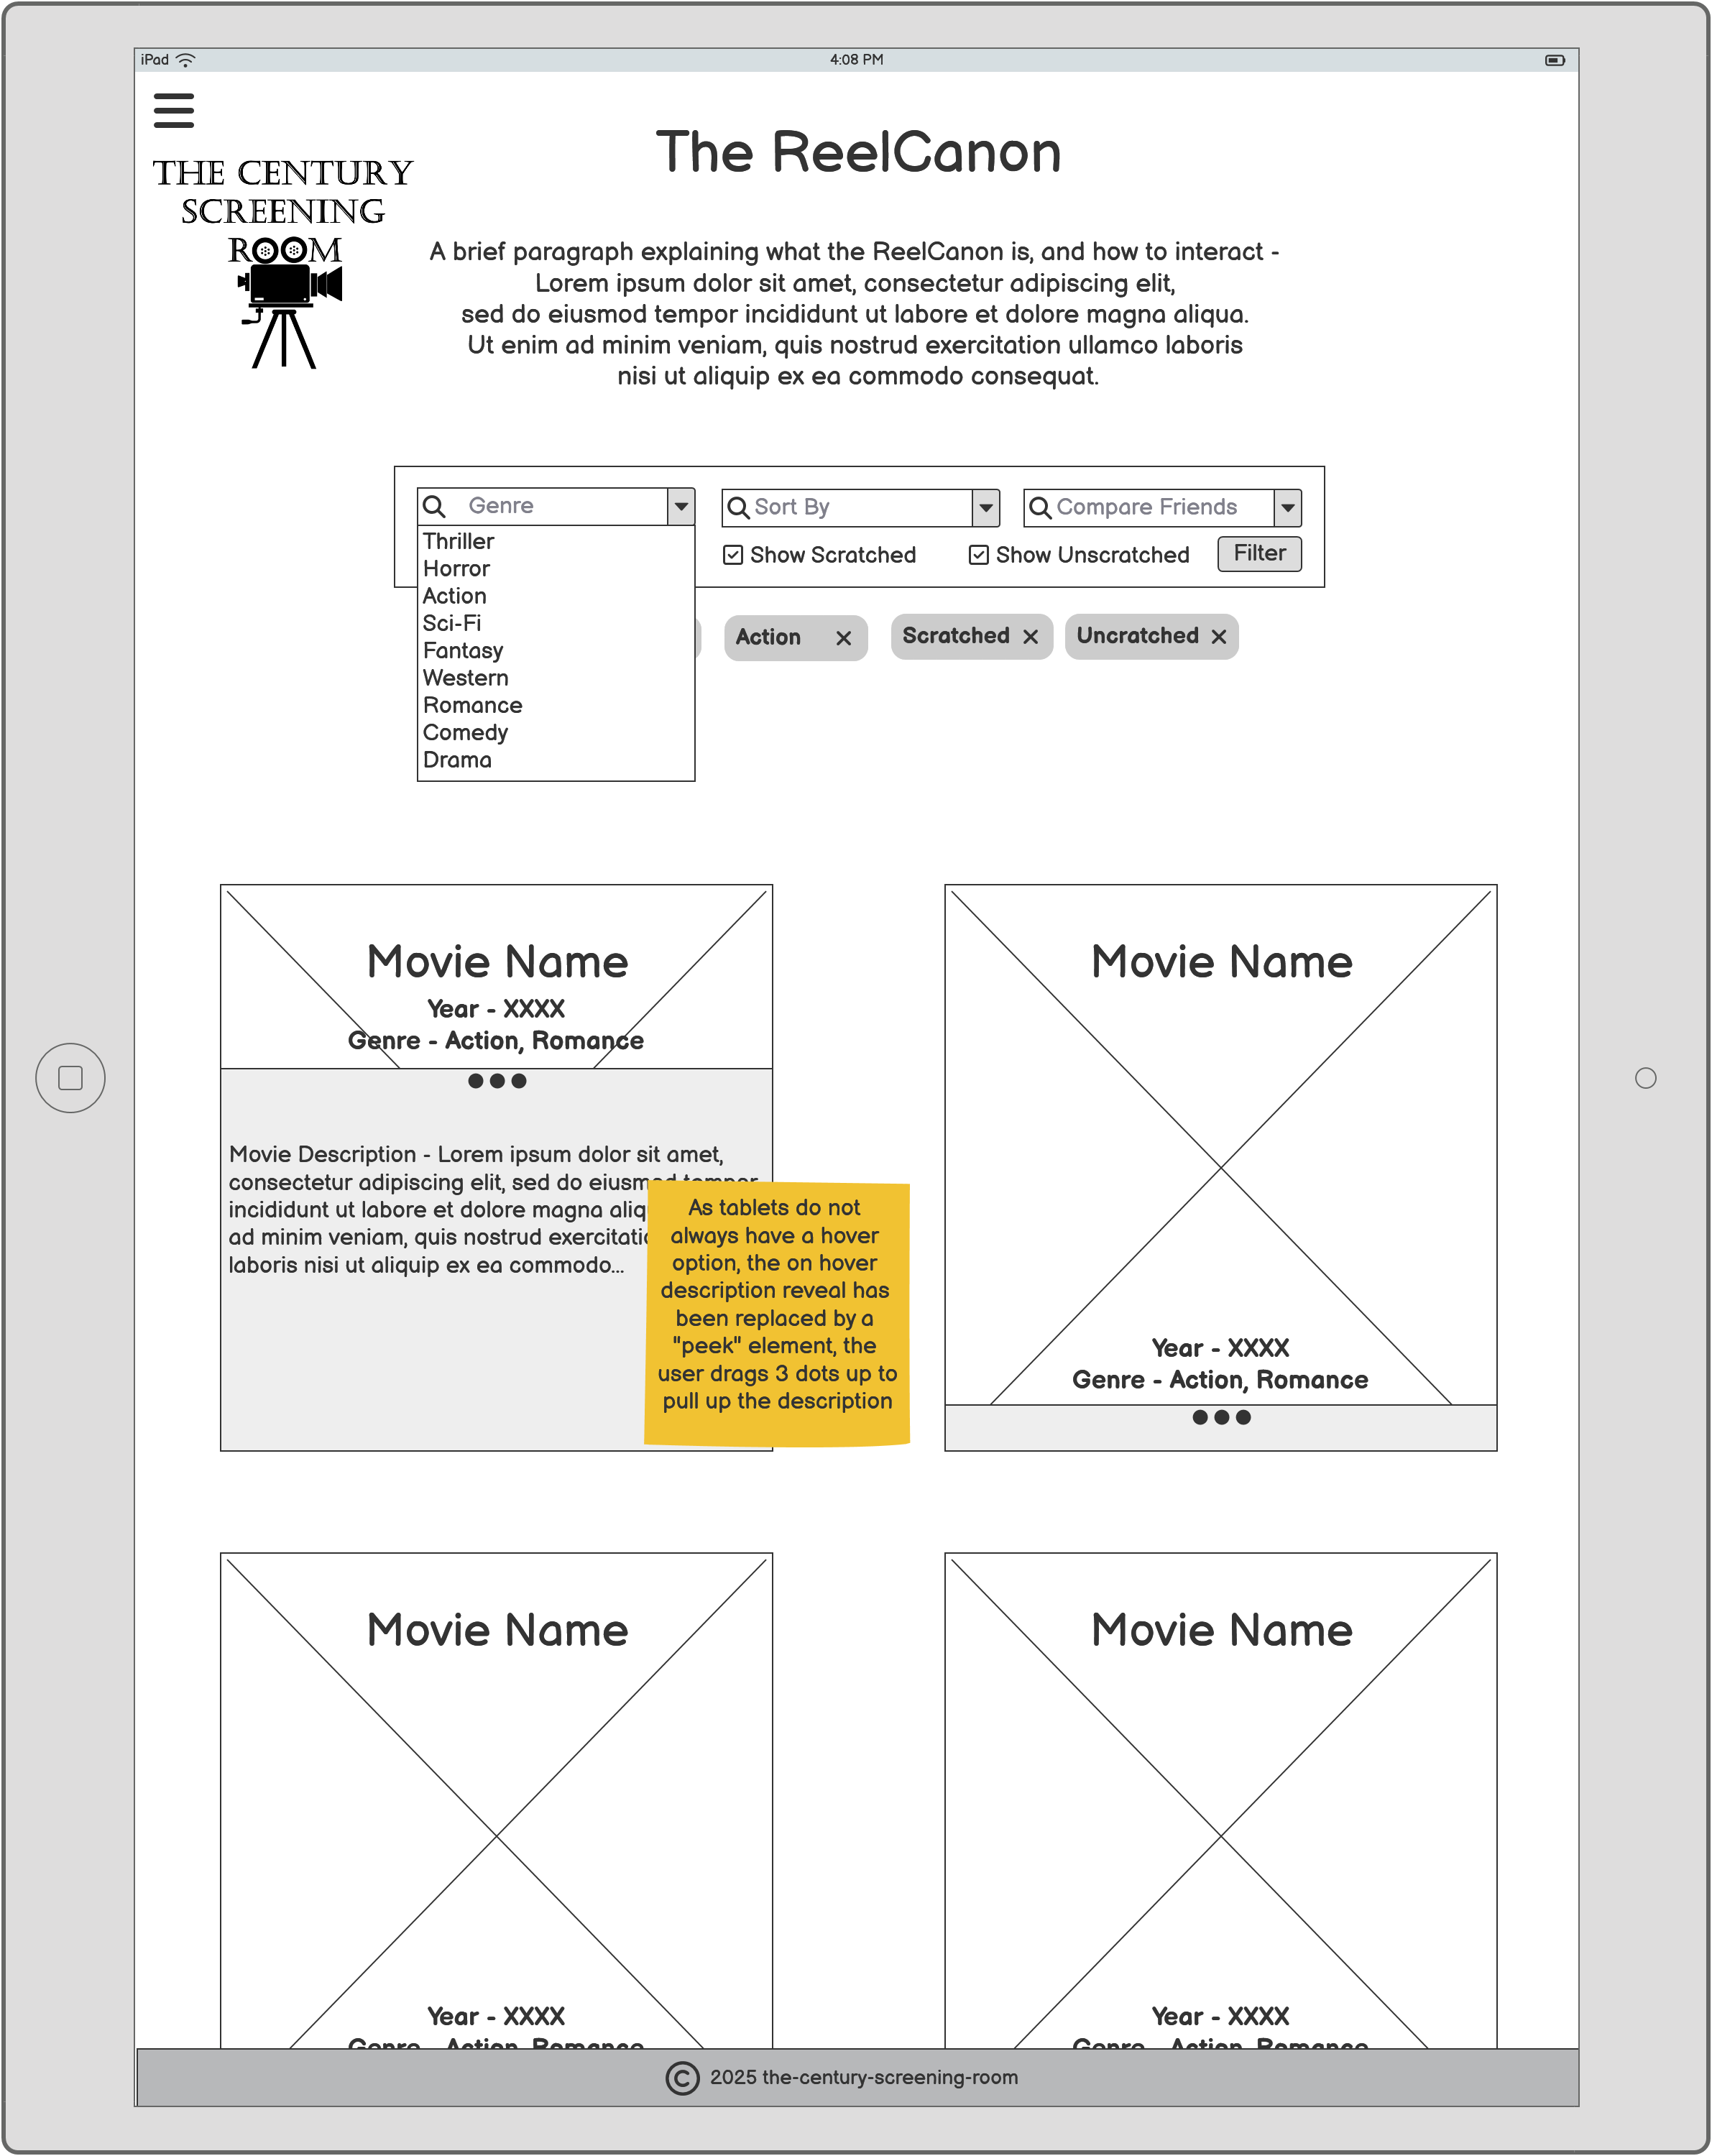 iPad
4:08 PM
THE CENTURY
SCREENING
ROOM
The ReelCanon
A brief paragraph explaining what the ReelCanon is, and how to interact -
Lorem ipsum dolor sit amet, consectetur adipiscing elit,
sed do eiusmod tempor incididunt ut labore et dolore magna aliqua.
Ut enim ad minim veniam, quis nostrud exercitation ullamco laboris
nisi ut aliquip ex ea commodo consequat.
Genre
Sort By
Compare Friends
Show Scratched
Show Unscratched
Filter
Thriller
Horror
Action
Sci-Fi
Fantasy
Western
Romance
Comedy
Drama
Action
Scratched
Uncratched
Movie Name
Year - XXXX
Genre - Action, Romance
Movie Description - Lorem ipsum dolor sit amet,
consectetur adipiscing elit, sed do eiusmod tempor
incididunt ut labore et dolore magna
ad minim veniam, quis nostrud
laboris nisi ut aliquip ex ea commodo...
As tablets do not
always have a hover
option, the on hover
description reveal has
been replaced by a
"peek" element, the
user drags 3 dots up to
pull up the description
Movie Name
Year - XXXX
Genre - Action, Romance
Movie Name
Year - XXXX
Genre - Action, Romance
Movie Name
Year - XXXX
Genre - Action, Romance
© 2025 the-century-screening-room